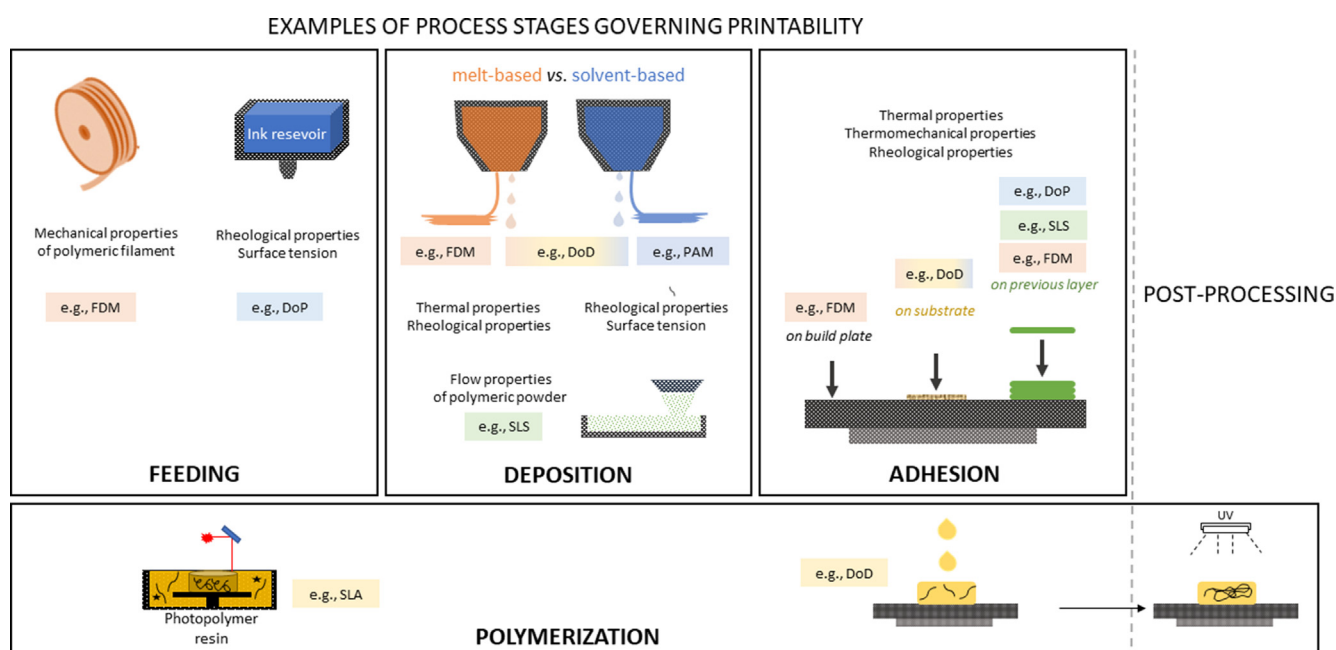 EXAMPLES OF PROCESS STAGES GOVERNING PRINTABILITY
Ink resevoir
Mechanical properties
of polymeric filament
Rheological properties
Surface tension
e.g., FDM
e.g., DoP
FEEDING
melt-based vs. solvent-based
e.g., FDM
e.g., DoD
e.g., PAM
Thermal properties
Rheological properties
Rheological properties
Surface tension
Flow properties
of polymeric powder
e.g., SLS
DEPOSITION
Thermal properties
Thermomechanical properties
Rheological properties
e.g., DoP
e.g., SLS
e.g., FDM
on previous layer
e.g., DoD
on substrate
e.g., FDM
on build plate
ADHESION
POST-PROCESSING
Photopolymer
resin
e.g., SLA
e.g., DoD
UV
POLYMERIZATION